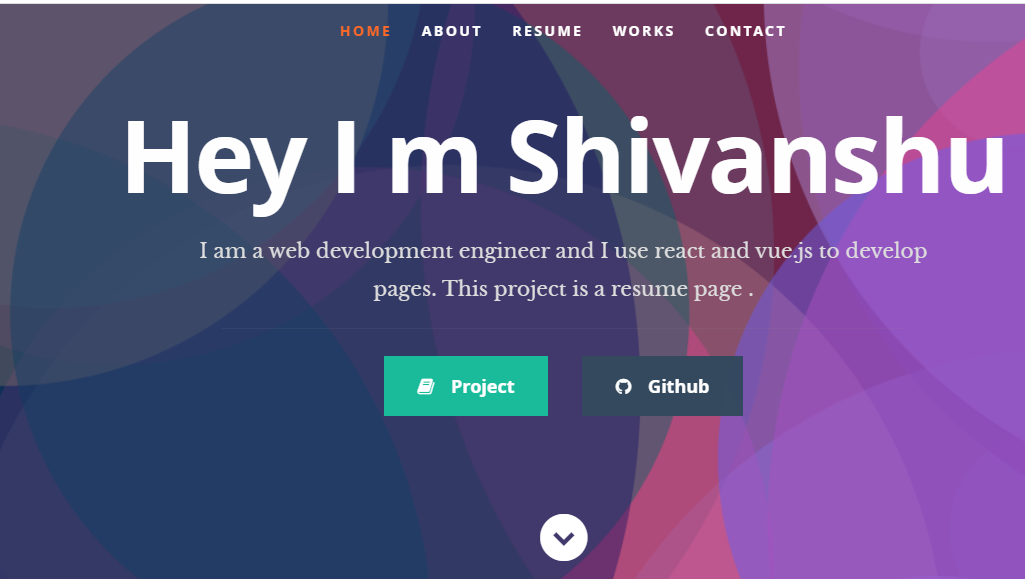 HOME ABOUT RESUME WORKS CONTACT
Hey I m Shivanshu
I am a web development engineer and I use react and vue.js to develop
pages. This project is a resume page .
Project Github